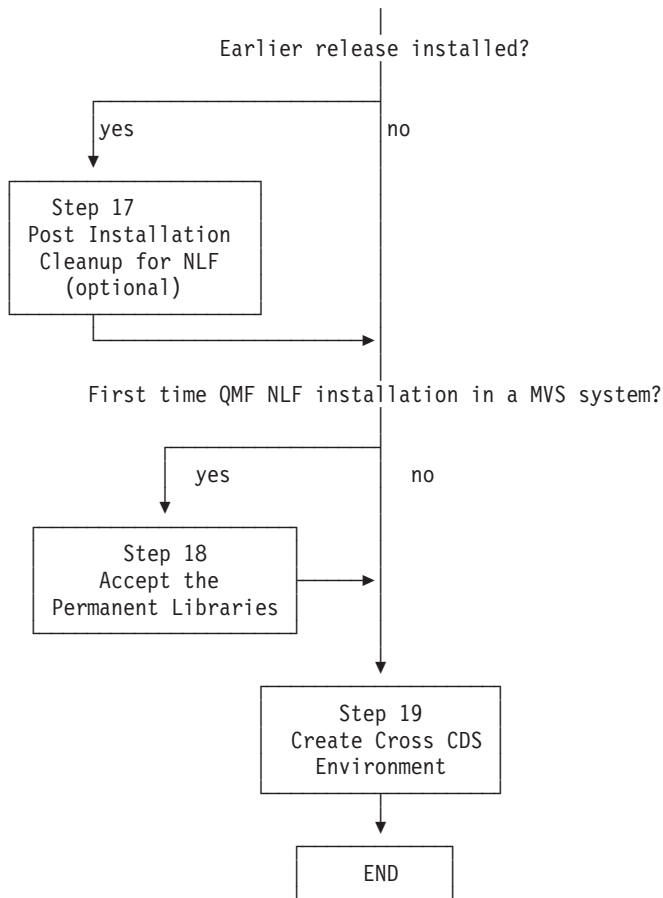 Earlier release installed?
yes
no
Step 17
Post Installation
Cleanup for NLF
(optional)
First time QMF NLF installation in a MVS system?
yes
no
Step 18
Accept the
Permanent Libraries
Step 19
Create Cross CDS
Environment
END